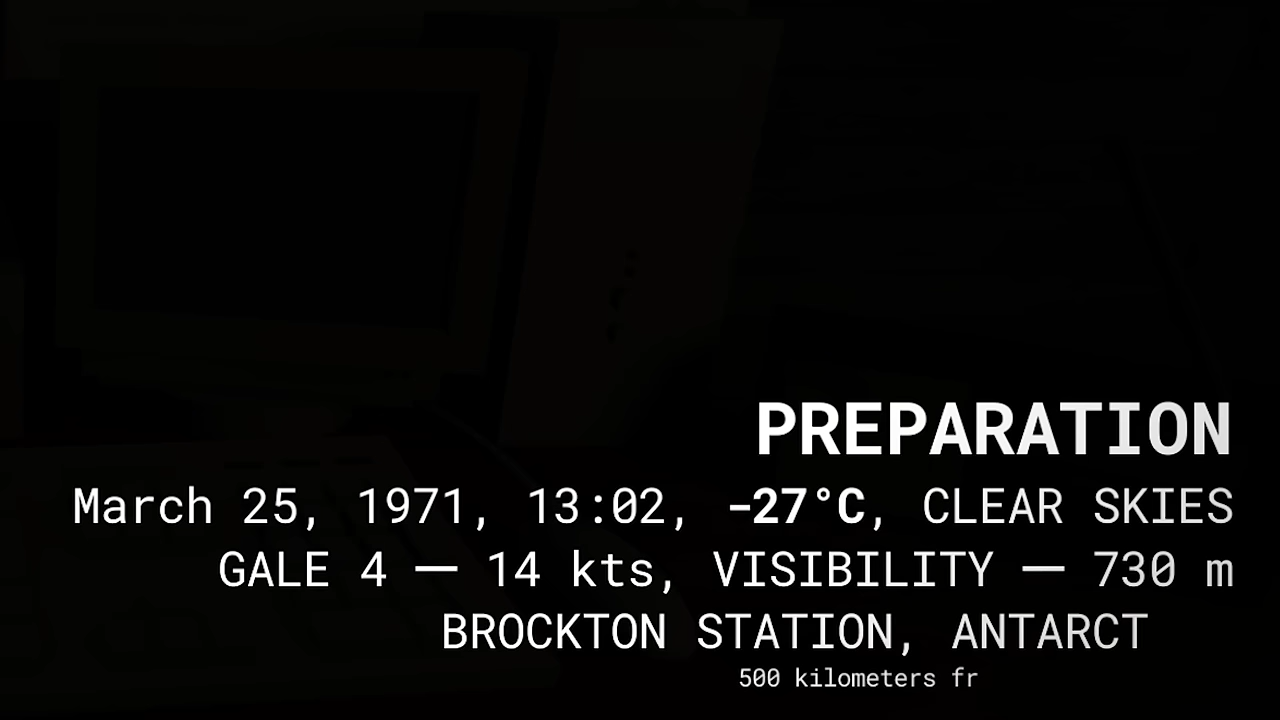 PREPARATION
March 25, 1971, 13:02, -27°C, CLEAR SKIES
GALE 4 — 14 kts, VISIBILITY — 730 m
BROCKTON STATION, ANTARCT
500 kilometers fr